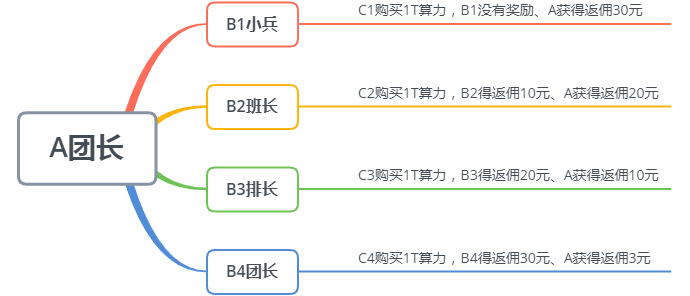 A团长
B1小兵
C1购买1T算力，B1没有奖励、A获得返佣30元
B2班长
C2购买1T算力，B2得返佣10元、A获得返佣20元
B3排长
C3购买1T算力，B3得返佣20元、A获得返佣10元
B4团长
C4购买1T算力，B4得返佣30元、A获得返佣3元